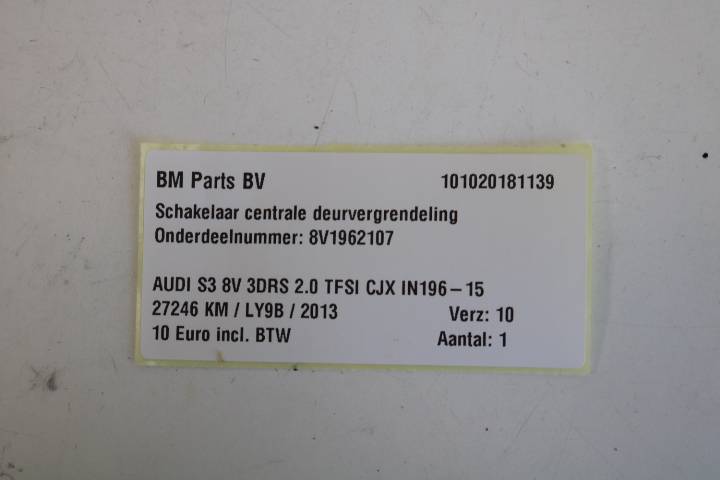 BM Parts BV 101020181139
Schakelaar centrale deurvergrendeling
Onderdeelnummer: 8V1962107
AUDI S3 8V 3DRS 2.0 TFSI CJX IN196-15
27246 KM / LY9B / 2013 Verz: 10
10 Euro incl. BTW Aantal: 1